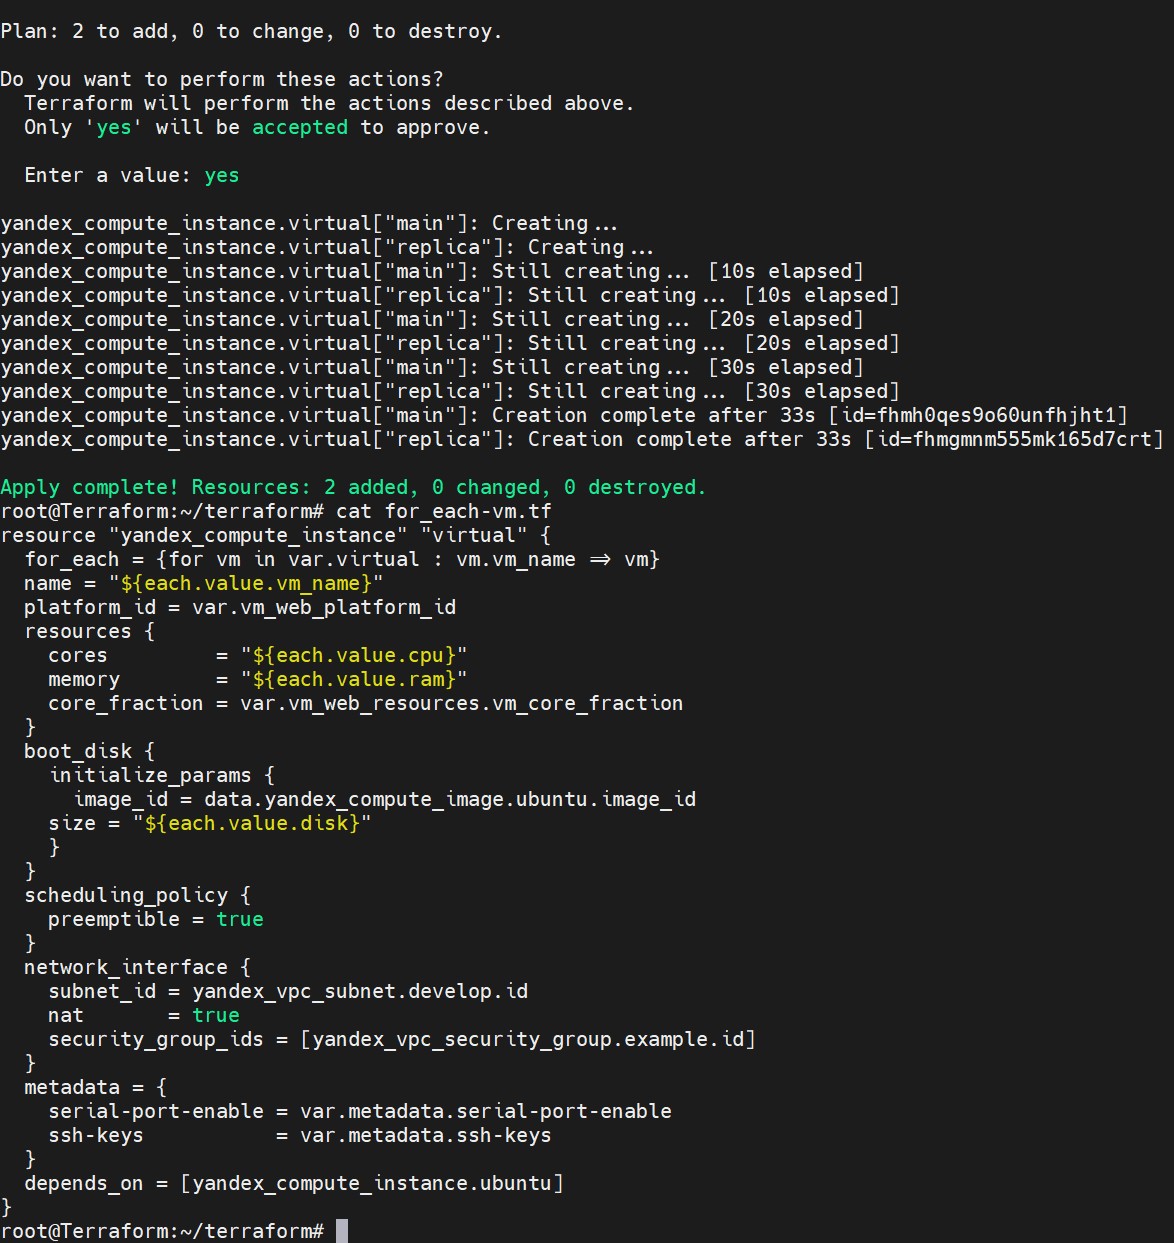 Plan: 2 to add, 0 to change, 0 to destroy.
Do you want to perform these actions?
  Terraform will perform the actions described above.
  Only 'yes' will be accepted to approve.
  Enter a value: yes
yandex_compute_instance.virtual["main"]: Creating...
yandex_compute_instance.virtual["replica"]: Creating...
yandex_compute_instance.virtual["main"]: Still creating... [10s elapsed]
yandex_compute_instance.virtual["replica"]: Still creating... [10s elapsed]
yandex_compute_instance.virtual["main"]: Still creating... [20s elapsed]
yandex_compute_instance.virtual["replica"]: Still creating... [20s elapsed]
yandex_compute_instance.virtual["main"]: Still creating... [30s elapsed]
yandex_compute_instance.virtual["replica"]: Still creating... [30s elapsed]
yandex_compute_instance.virtual["main"]: Creation complete after 33s [id=fhmh0qes9o60unfhjht1]
yandex_compute_instance.virtual["replica"]: Creation complete after 33s [id=fhmgmnm555mk165d7crt]
Apply complete! Resources: 2 added, 0 changed, 0 destroyed.
root@Terraform:~/terraform# cat for_each-vm.tf
resource "yandex_compute_instance" "virtual" {
  for_each = {for vm in var.virtual : vm.vm_name => vm}
  name = "${each.value.vm_name}"
  platform_id = var.vm_web_platform_id
  resources {
    cores         = "${each.value.cpu}"
    memory        = "${each.value.ram}"
    core_fraction = var.vm_web_resources.vm_core_fraction
  }
  boot_disk {
    initialize_params {
      image_id = data.yandex_compute_image.ubuntu.image_id
    size = "${each.value.disk}"
    }
  }
  scheduling_policy {
    preemptible = true
  }
  network_interface {
    subnet_id = yandex_vpc_subnet.develop.id
    nat       = true
    security_group_ids = [yandex_vpc_security_group.example.id]
  }
  metadata = {
    serial-port-enable = var.metadata.serial-port-enable
    ssh-keys           = var.metadata.ssh-keys
  }
  depends_on = [yandex_compute_instance.ubuntu]
}
root@Terraform:~/terraform#